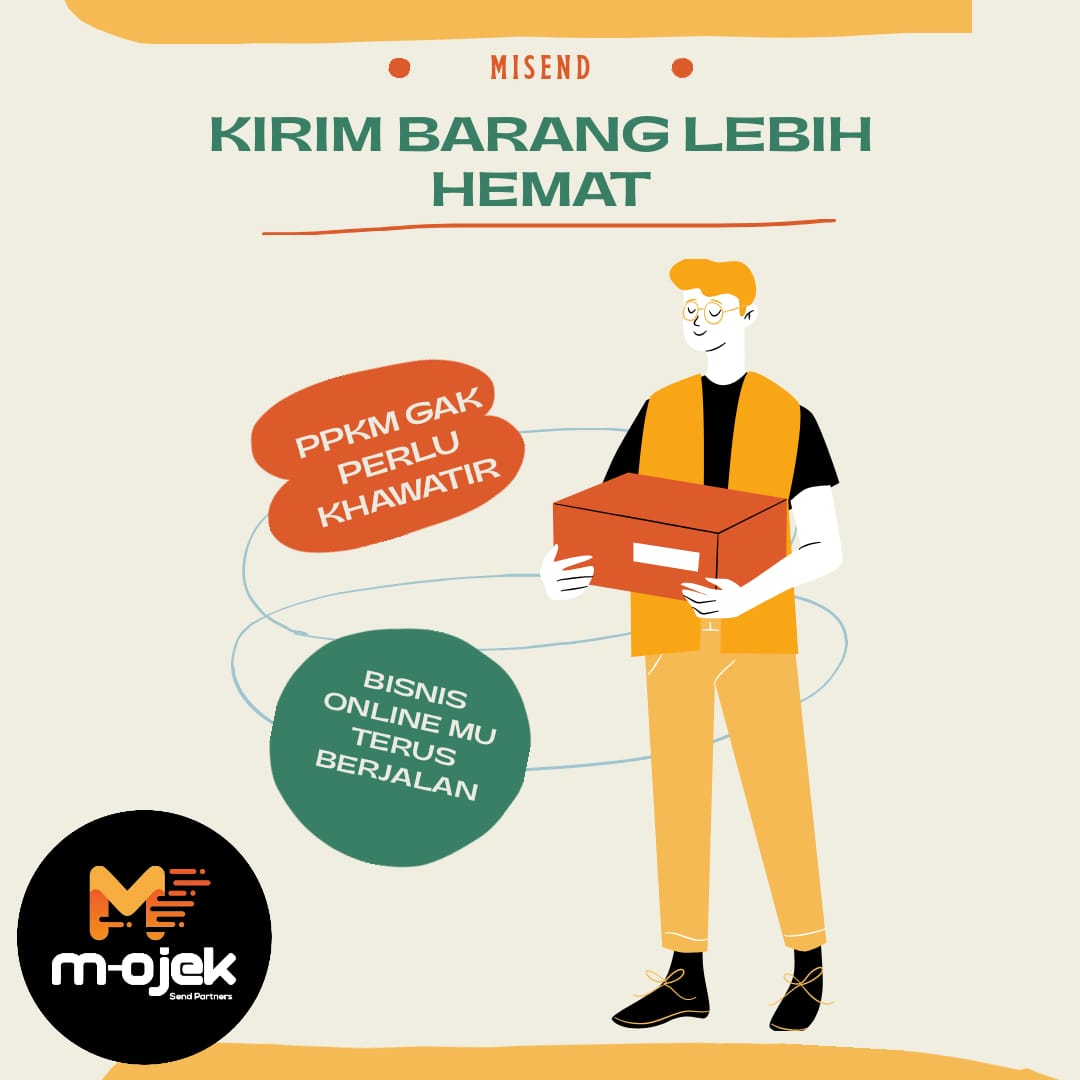 MISEND
KIRIM BARANG LEBIH
HEMAT
PPKM GAK
PERLU
KHAWATIR
BISNIS
ONLINE MU
TERUS
BERJALAN
M
m-ojek
Send Partners